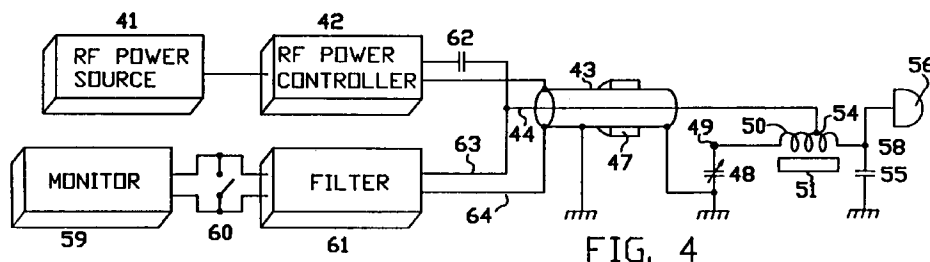 41
42
62
RF POWER
SOURCE
RF POWER
CONTROLLER
43
44
47
49
50
54
56
48
51
58
55
63
64
MONITOR
FILTER
59
60
61
FIG. 4